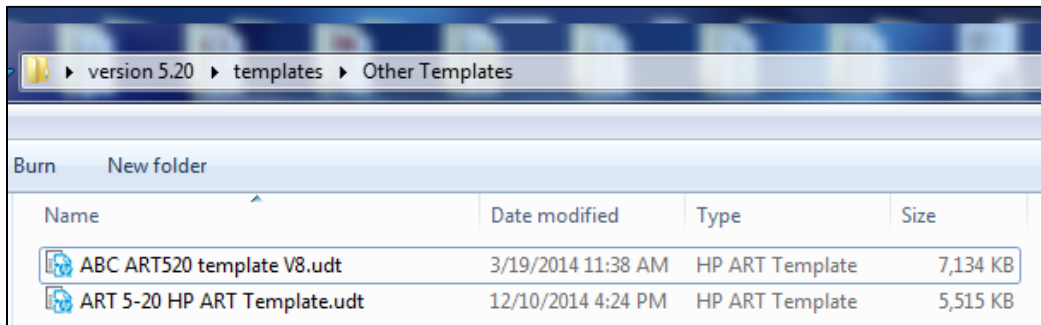 version 5.20 ▸ templates ▸ Other Templates
Burn New folder
Name Date modified Type Size
ABC ART520 template V8.udt 3/19/2014 11:38 AM HP ART Template 7,134 KB
ART 5-20 HP ART Template.udt 12/10/2014 4:24 PM HP ART Template 5,515 KB